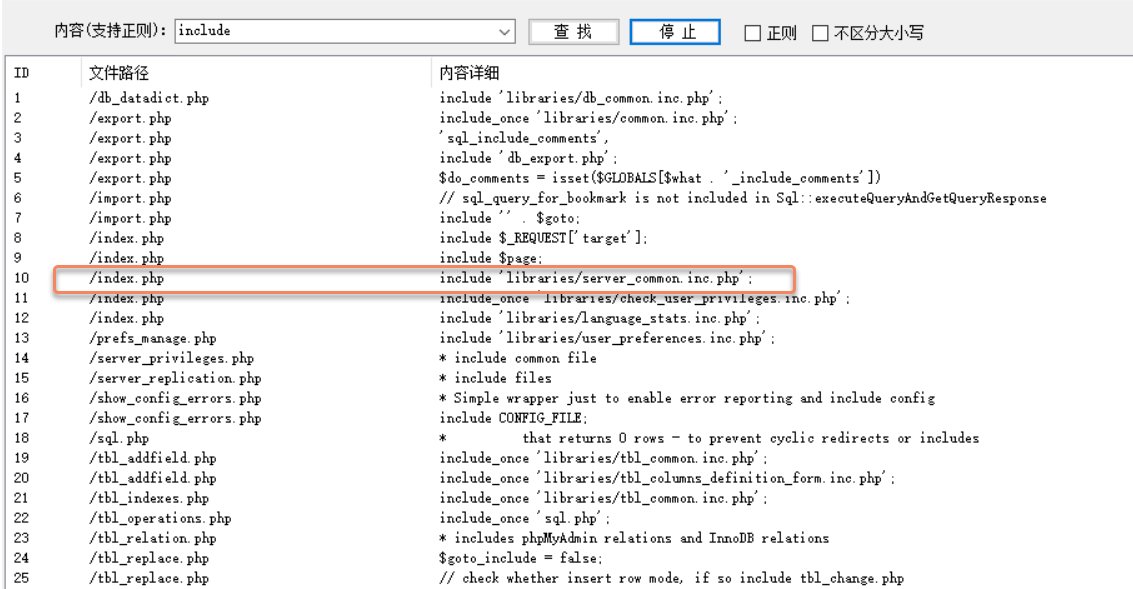 内容(支持正则): include 查 找 停 止 正则 不区分大小写
ID 文件路径 内容详细
1 /db_datadict.php include 'libraries/db_common.inc.php';
2 /export.php include_once 'libraries/common.inc.php';
3 /export.php 'sql_include_comments',
4 /export.php include 'db_export.php';
5 /export.php $do_comments = isset($GLOBALS[$what . '_include_comments'])
6 /import.php // sql_query_for_bookmark is not included in Sql::executeQueryAndGetQueryResponse
7 /import.php include '' . $goto;
8 /index.php include $_REQUEST['target'];
9 /index.php include $page;
10 /index.php include 'libraries/server_common.inc.php';
11 /index.php include_once 'libraries/check_user_privileges.inc.php';
12 /index.php include 'libraries/language_stats.inc.php';
13 /prefs_manage.php include 'libraries/user_preferences.inc.php';
14 /server_privileges.php * include common file
15 /server_replication.php * include files
16 /show_config_errors.php * Simple wrapper just to enable error reporting and include config
17 /show_config_errors.php include CONFIG_FILE;
18 /sql.php * that returns 0 rows - to prevent cyclic redirects or includes
19 /tbl_addfield.php include_once 'libraries/tbl_common.inc.php';
20 /tbl_addfield.php include_once 'libraries/tbl_columns_definition_form.inc.php';
21 /tbl_indexes.php include_once 'libraries/tbl_common.inc.php';
22 /tbl_operations.php include_once 'sql.php';
23 /tbl_relation.php * includes phpMyAdmin relations and InnoDB relations
24 /tbl_replace.php $goto_include = false;
25 /tbl_replace.php // check whether insert row mode, if so include tbl_change.php